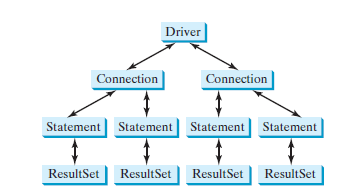 Driver
Connection Connection
Statement Statement Statement Statement
ResultSet ResultSet ResultSet ResultSet